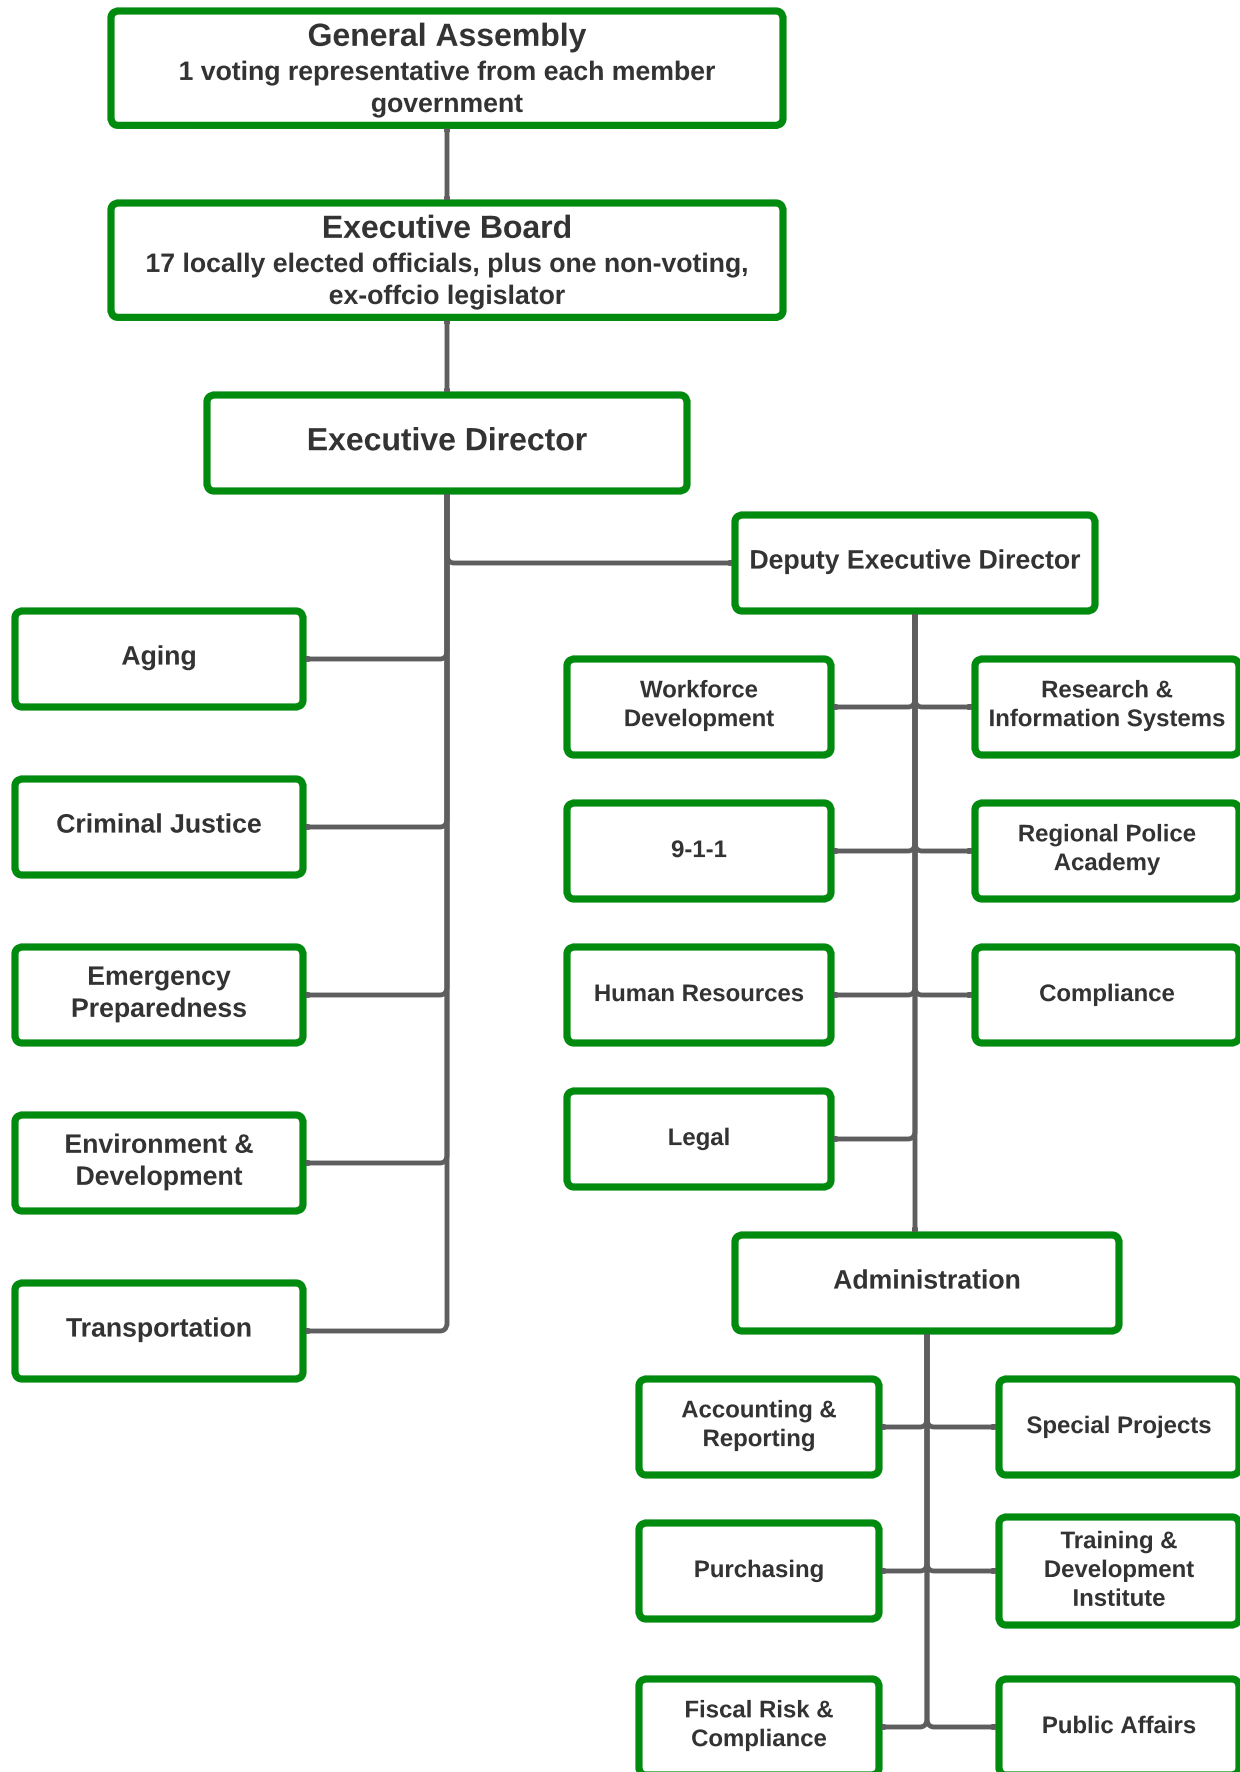 General Assembly
1 voting representative from each member
government
Executive Board
17 locally elected officials, plus one non-voting,
ex-offcio legislator
Executive Director
Deputy Executive Director
Aging
Criminal Justice
Emergency
Preparedness
Environment &
Development
Transportation
Workforce
Development
Research &
Information Systems
9-1-1
Regional Police
Academy
Human Resources
Compliance
Legal
Administration
Accounting &
Reporting
Special Projects
Purchasing
Training &
Development
Institute
Fiscal Risk &
Compliance
Public Affairs